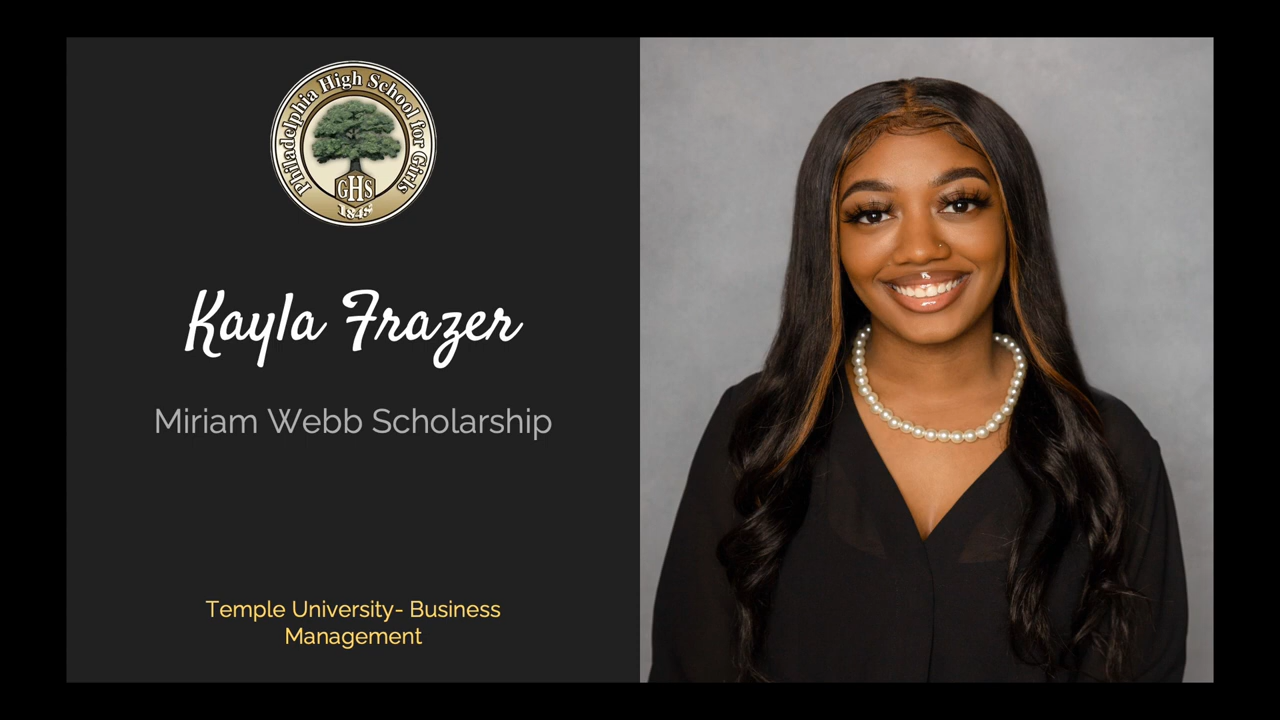 Philadelphia High School for Girls
GHS
1848
Kayla Frazer
Miriam Webb Scholarship
Temple University- Business
Management